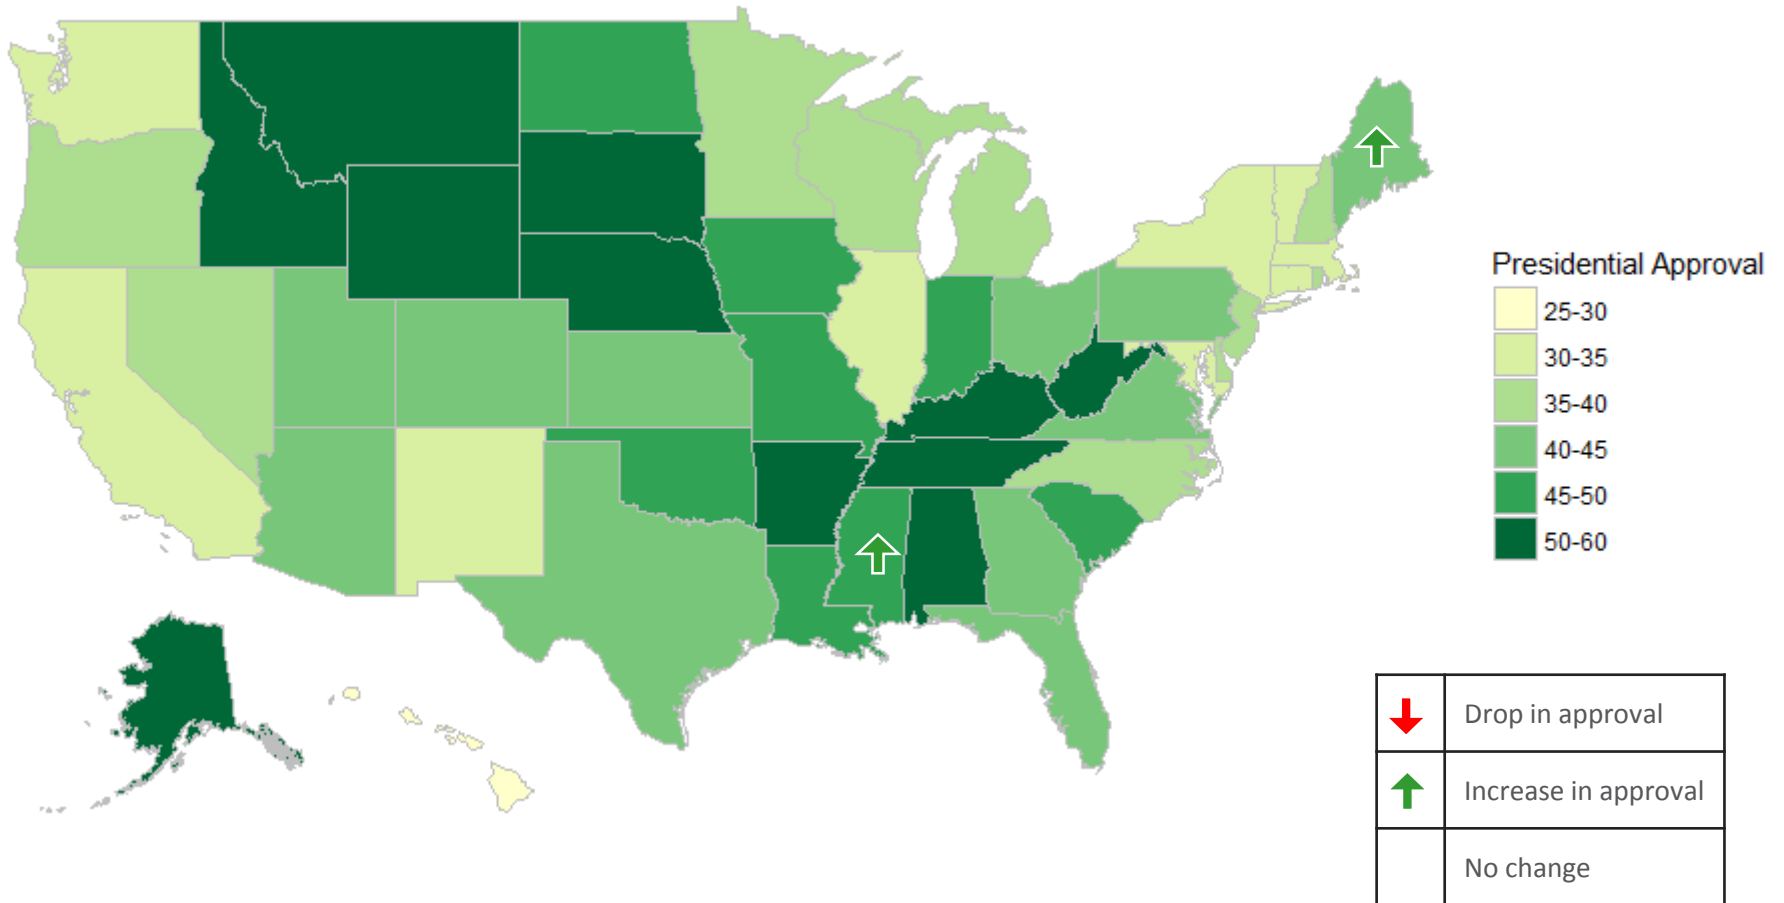 Presidential Approval
25-30
30-35
35-40
40-45
45-50
50-60
Drop in approval
Increase in approval
No change